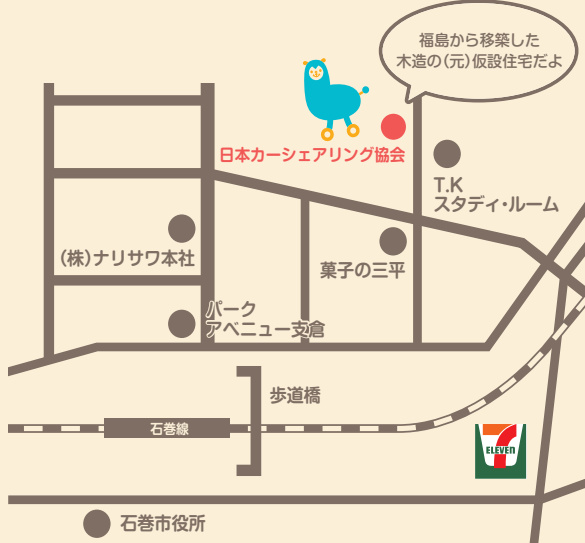 福島から移築した
木造の(元)仮設住宅だよ
日本カーシェアリング協会
T.K
スタディ・ルーム
(株)ナリサワ本社
菓子の三平
パーク
アベニュー支倉
歩道橋
石巻線
7
ELEVEn
石巻市役所